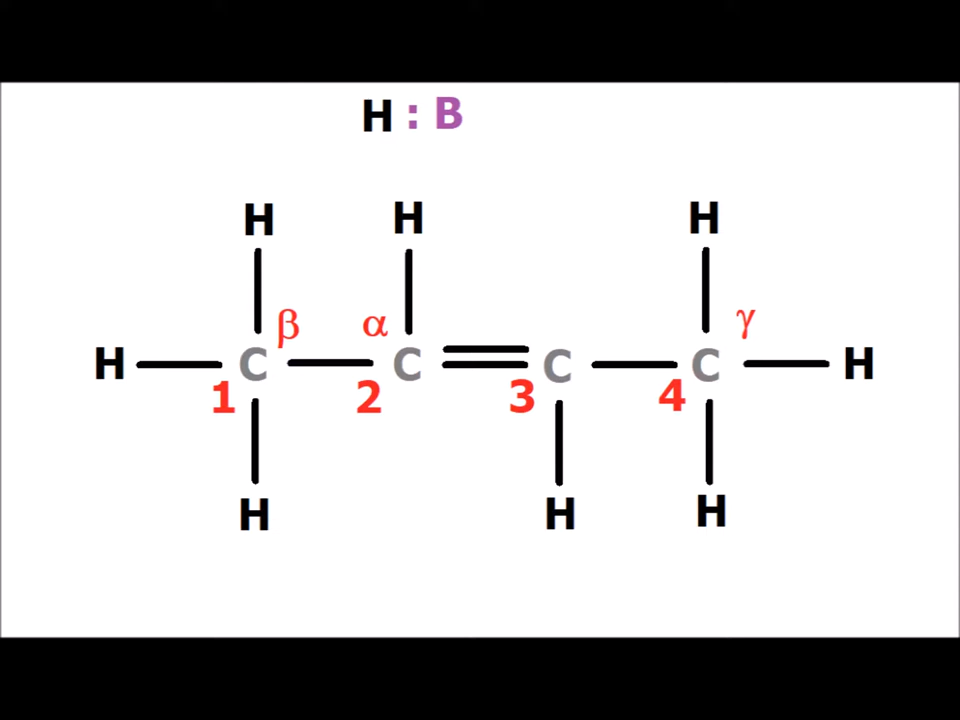 H : B
H H H
β α γ
H C C C C H
1 2 3 4
H H H